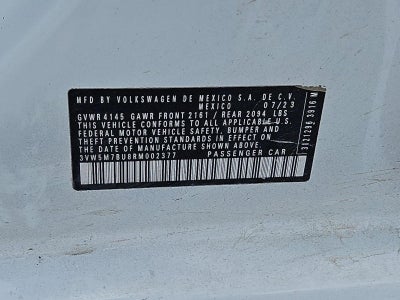 MFD BY VOLKSWAGEN DE MEXICO S.A. DE C.V.
MEXICO 07/23
GVWR 4145 GAWR FRONT 2161 / REAR 2094 LBS
THIS VEHICLE CONFORMS TO ALL APPLICABLE U.S.
FEDERAL MOTOR VEHICLE SAFETY, BUMPER AND
THEFT PREVENTION STANDARDS IN EFFECT ON
THE DATE OF MANUFACTURE SHOWN ABOVE
3VW5M7BU8RM002377 PASSENGER CAR